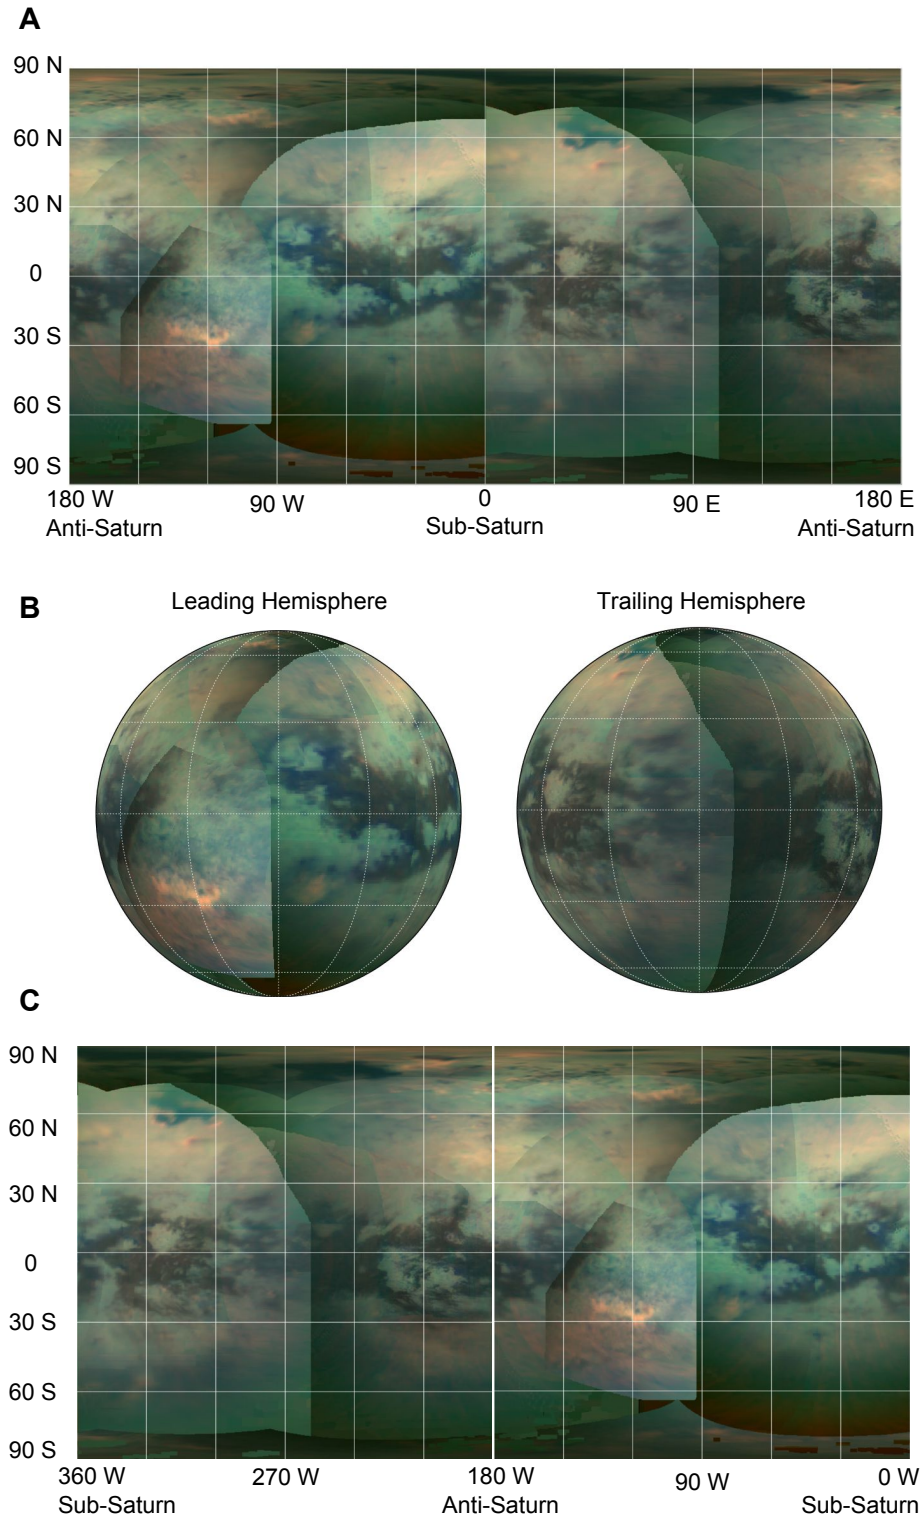 A
90 N
60 N
30 N
0
30 S
60 S
90 S
180 W
90 W
0
90 E
180 E
Anti-Saturn
Sub-Saturn
Anti-Saturn
B
Leading Hemisphere
Trailing Hemisphere
C
90 N
60 N
30 N
0
30 S
60 S
90 S
360 W
270 W
180 W
90 W
0 W
Sub-Saturn
Anti-Saturn
Sub-Saturn